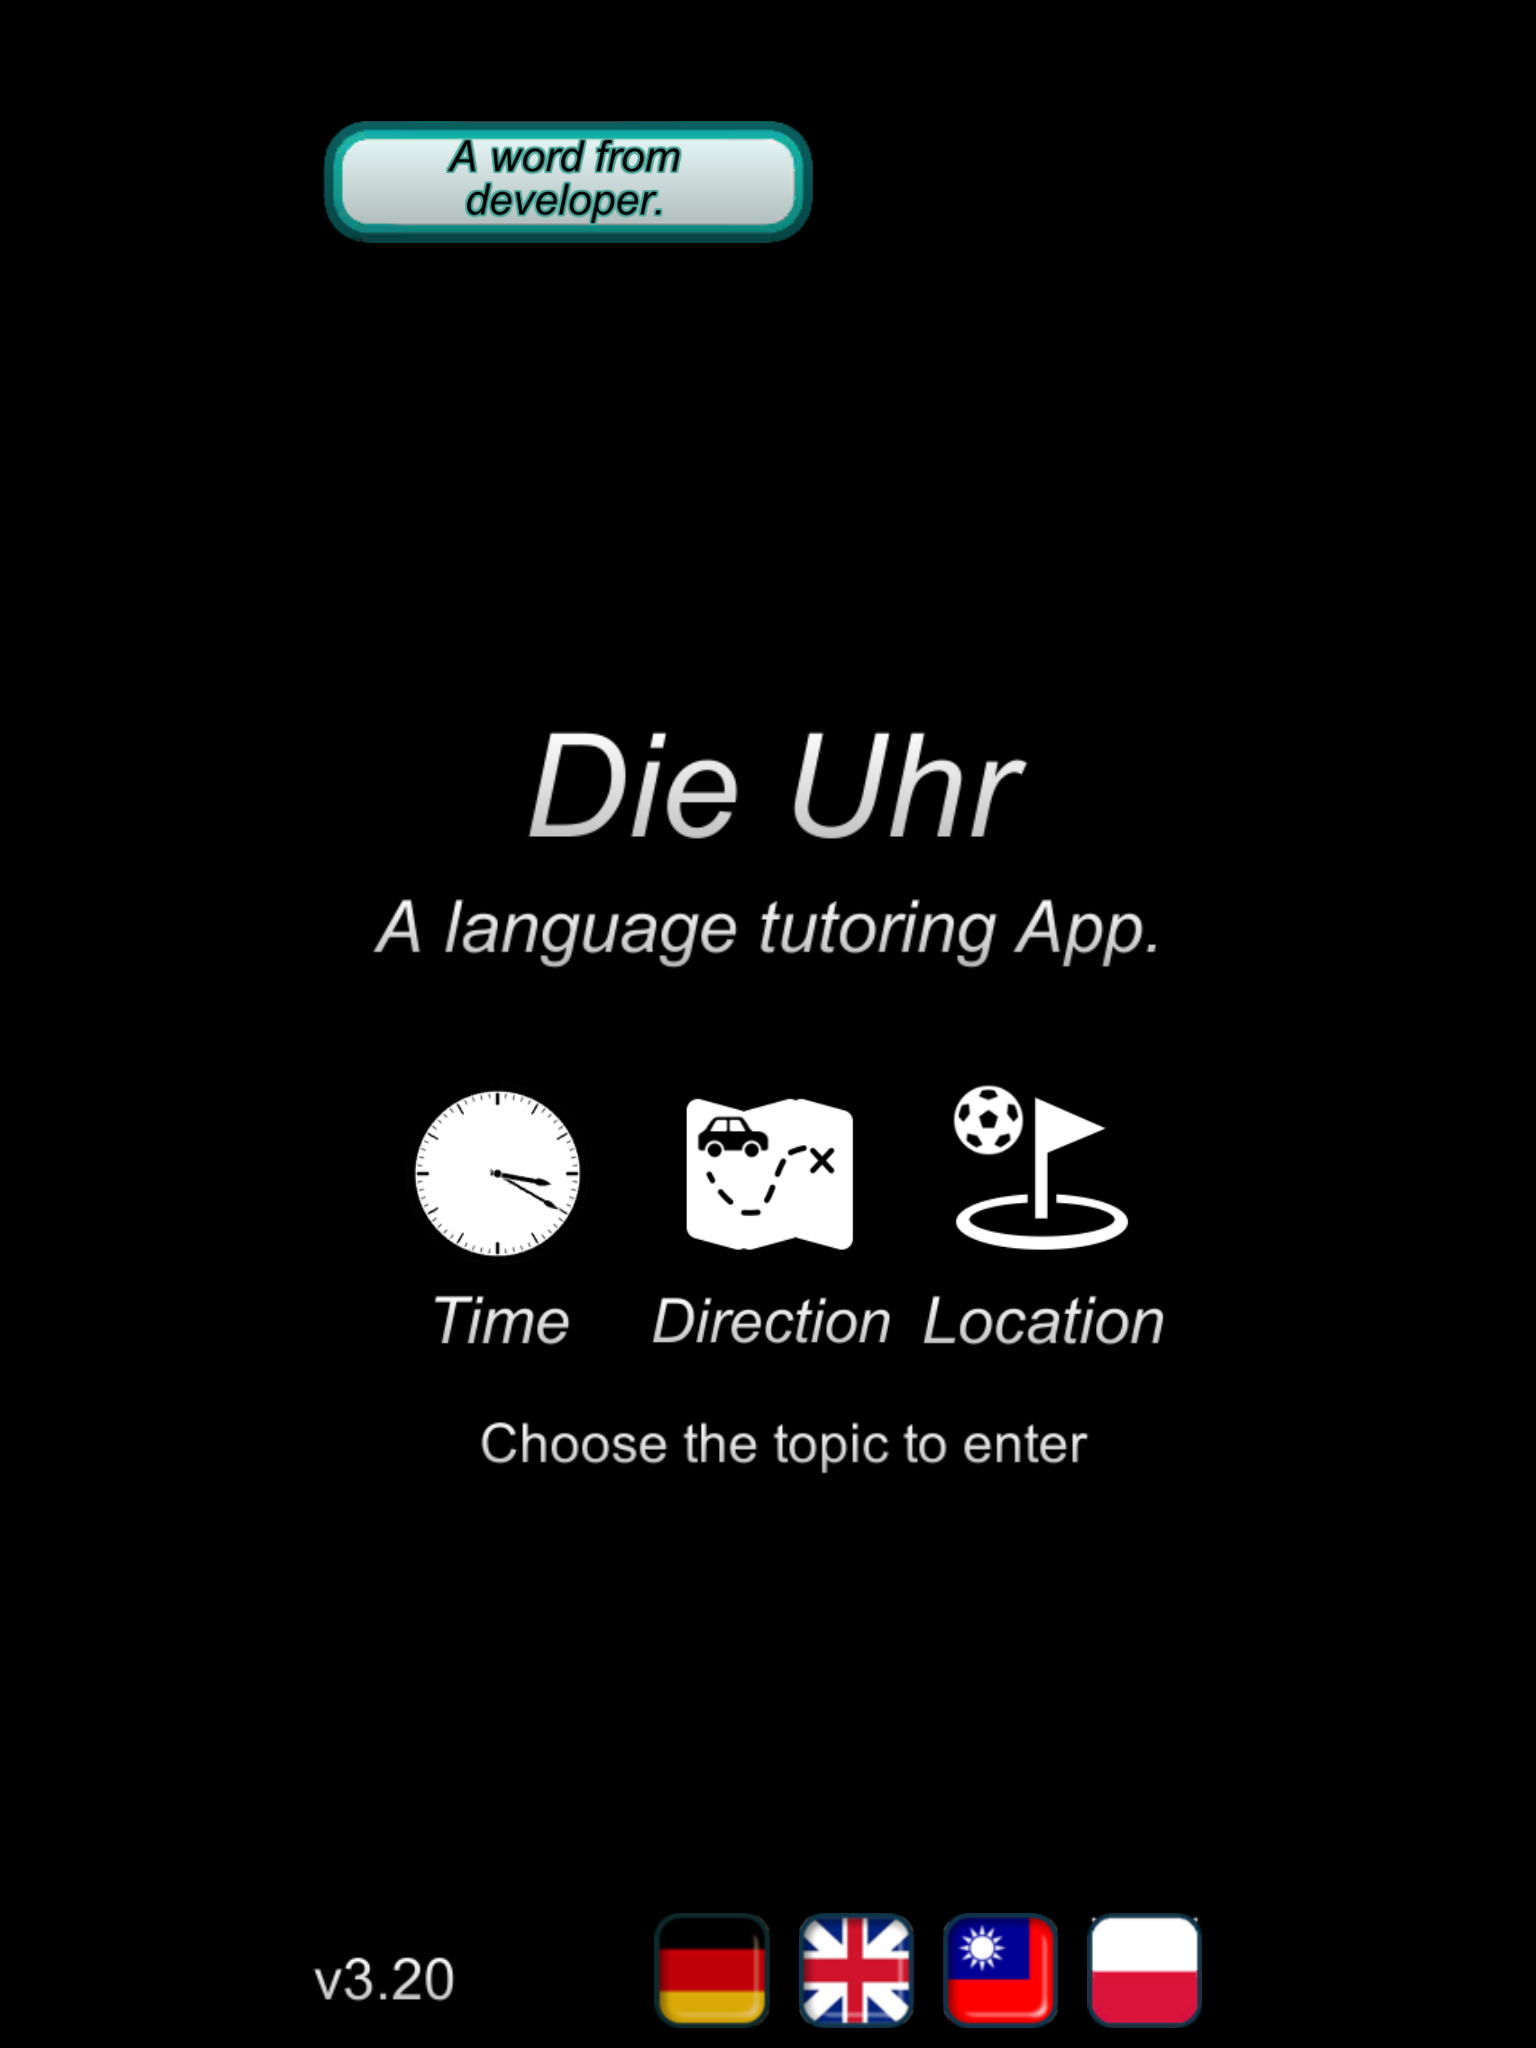 A word from
developer.
Die Uhr
A language tutoring App.
Time
Direction
Location
Choose the topic to enter
v3.20